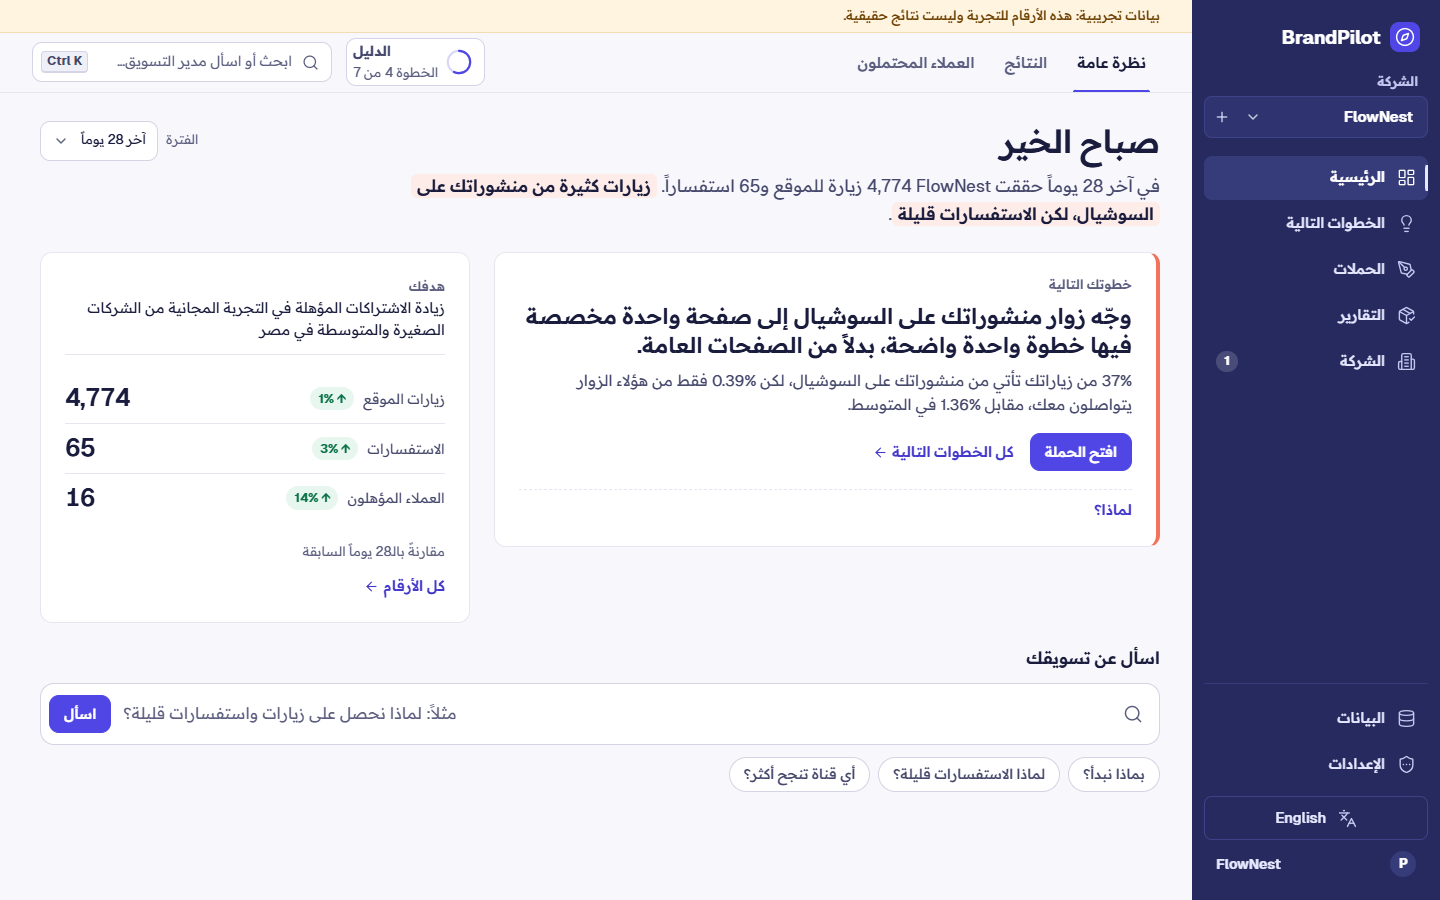 بيانات تجريبية: هذه الأرقام للتجربة وليست نتائج حقيقية.
BrandPilot
الشركة
FlowNest
الرئيسية
الخطوات التالية
الحملات
التقارير
الشركة
1
البيانات
الإعدادات
English
P
FlowNest
نظرة عامة
النتائج
العملاء المحتملون
الدليل
الخطوة 4 من 7
ابحث أو اسأل مدير التسويق...
Ctrl K
صباح الخير
الفترة
آخر 28 يوماً
في آخر 28 يوماً حققت FlowNest 4,774 زيارة للموقع و65 استفساراً. زيارات كثيرة من منشوراتك على
السوشيال، لكن الاستفسارات قليلة.
خطوتك التالية
وجّه زوار منشوراتك على السوشيال إلى صفحة واحدة مخصصة
فيها خطوة واحدة واضحة، بدلاً من الصفحات العامة.
37% من زياراتك تأتي من منشوراتك على السوشيال، لكن 0.39% فقط من هؤلاء الزوار
يتواصلون معك، مقابل 1.36% في المتوسط.
افتح الحملة
كل الخطوات التالية ←
لماذا؟
هدفك
زيادة الاشتراكات المؤهلة في التجربة المجانية من الشركات
الصغيرة والمتوسطة في مصر
زيارات الموقع ↑ 1% 4,774
الاستفسارات ↑ 3% 65
العملاء المؤهلون ↑ 14% 16
مقارنةً بالـ28 يوماً السابقة
كل الأرقام ←
اسأل عن تسويقك
مثلاً: لماذا نحصل على زيارات واستفسارات قليلة؟
اسأل
بماذا نبدأ؟
لماذا الاستفسارات قليلة؟
أي قناة تنجح أكثر؟